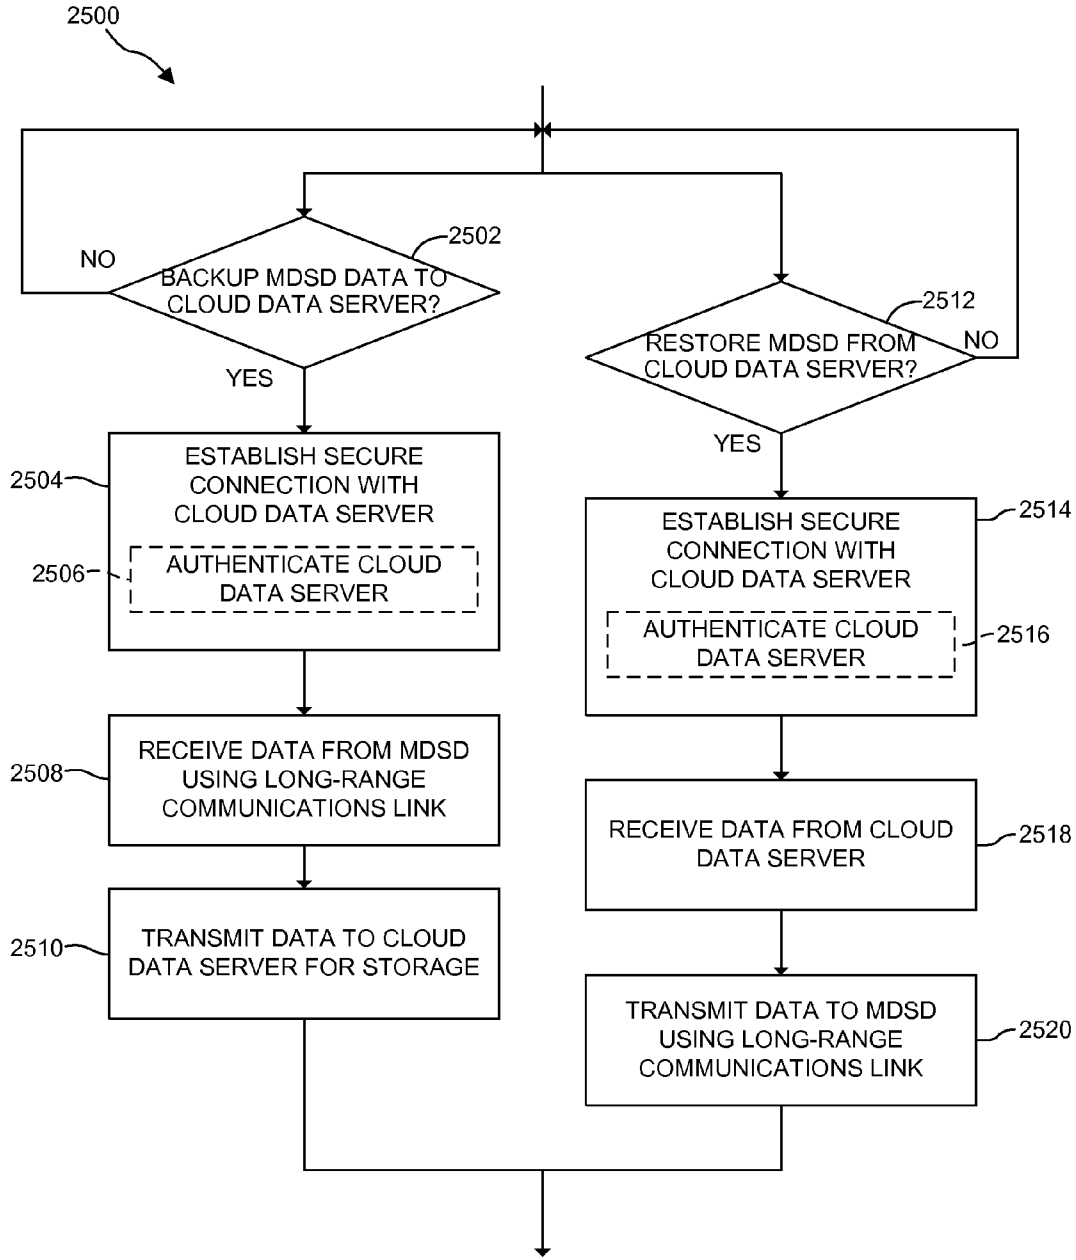 2500
2502
NO
BACKUP MDSD DATA TO
CLOUD DATA SERVER?
YES
2504
ESTABLISH SECURE
CONNECTION WITH
CLOUD DATA SERVER
2506
AUTHENTICATE CLOUD
DATA SERVER
2508
RECEIVE DATA FROM MDSD
USING LONG-RANGE
COMMUNICATIONS LINK
2510
TRANSMIT DATA TO CLOUD
DATA SERVER FOR STORAGE
2512
NO
RESTORE MDSD FROM
CLOUD DATA SERVER?
YES
2514
ESTABLISH SECURE
CONNECTION WITH
CLOUD DATA SERVER
2516
AUTHENTICATE CLOUD
DATA SERVER
2518
RECEIVE DATA FROM CLOUD
DATA SERVER
2520
TRANSMIT DATA TO MDSD
USING LONG-RANGE
COMMUNICATIONS LINK